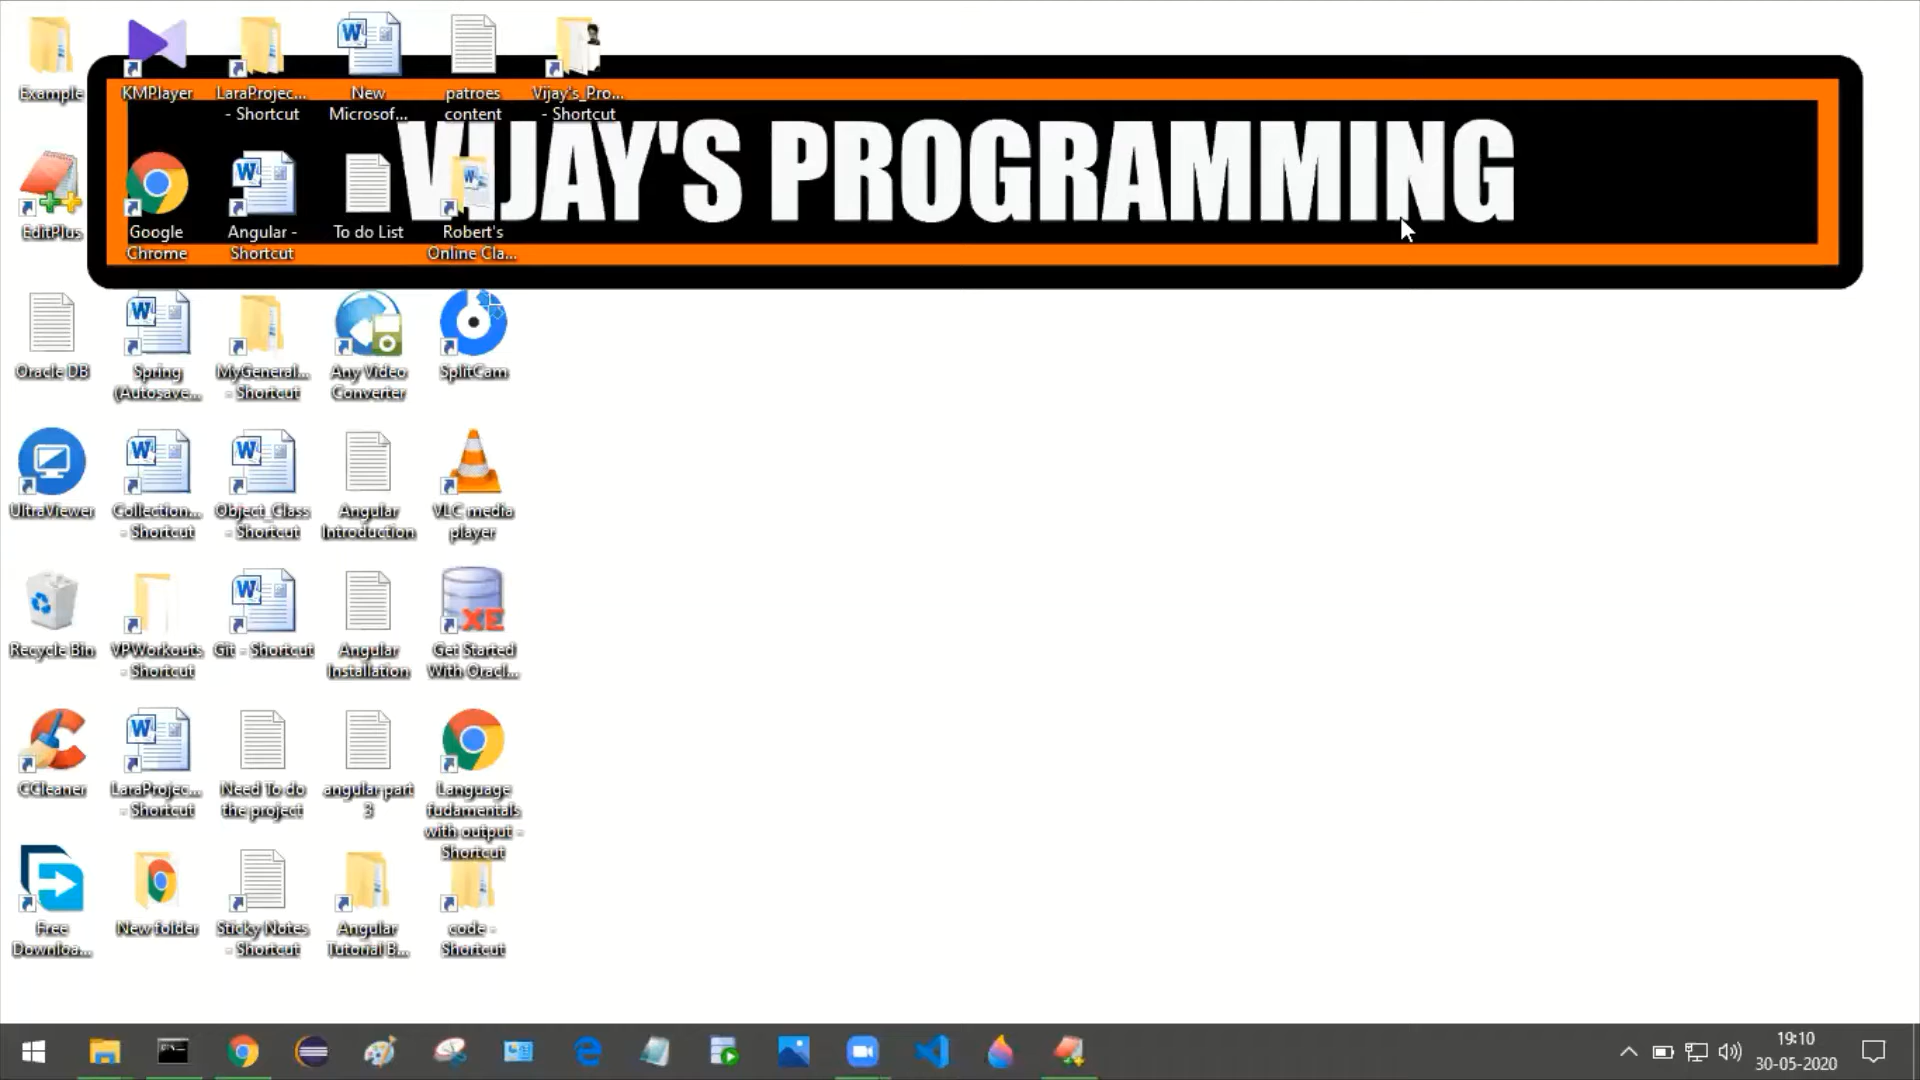 Example
KMPlayer
LaraProjec...
- Shortcut
New
Microsof...
patroes
content
Vijay's_Pro...
- Shortcut
VIJAY'S PROGRAMMING
EditPlus
Google
Chrome
Angular -
Shortcut
To do List
Robert's
Online Cla...
Oracle DB
Spring
(Autosave...
MyGeneral...
- Shortcut
Any Video
Converter
SplitCam
UltraViewer
Collection...
- Shortcut
Object_Class
- Shortcut
Angular
Introduction
VLC media
player
Recycle Bin
VPWorkouts
- Shortcut
Git - Shortcut
Angular
Installation
XE
Get Started
With Oracl...
CCleaner
LaraProjec...
- Shortcut
Need To do
the project
angular part
3
Language
fudamentals
with output -
Shortcut
Free
Downloa...
New folder
Sticky Notes
- Shortcut
Angular
Tutorial B...
code -
Shortcut
19:10
30-05-2020